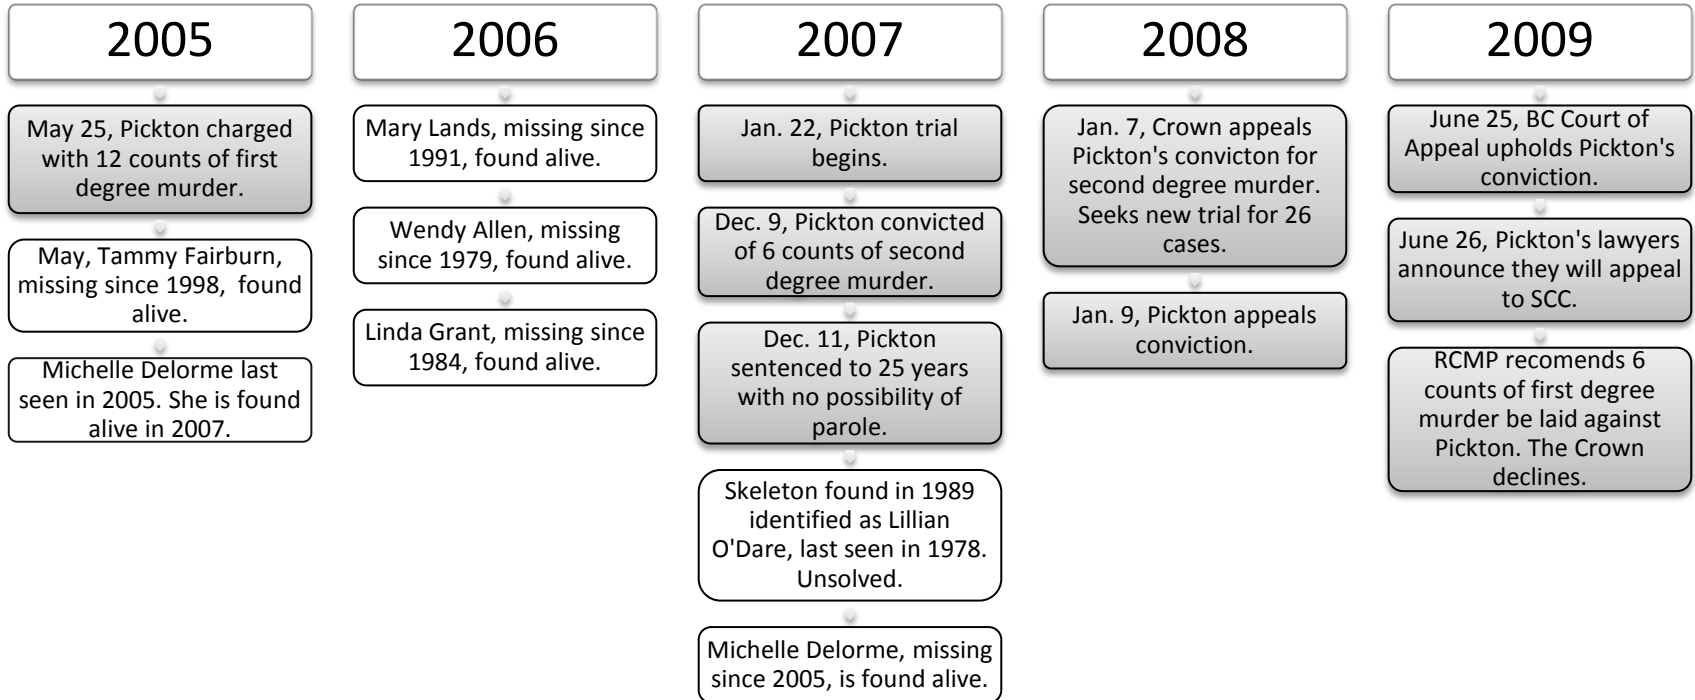 2005
May 25, Pickton charged
with 12 counts of first
degree murder.
May, Tammy Fairburn,
missing since 1998,  found
alive.
Michelle Delorme last
seen in 2005. She is found
alive in 2007.
2006
Mary Lands, missing since
1991, found alive.
Wendy Allen, missing
since 1979, found alive.
Linda Grant, missing since
1984, found alive.
2007
Jan. 22, Pickton trial
begins.
Dec. 9, Pickton convicted
of 6 counts of second
degree murder.
Dec. 11, Pickton
sentenced to 25 years
with no possibility of
parole.
Skeleton found in 1989
identified as Lillian
O'Dare, last seen in 1978.
Unsolved.
Michelle Delorme, missing
since 2005, is found alive.
2008
Jan. 7, Crown appeals
Pickton's convicton for
second degree murder.
Seeks new trial for 26
cases.
Jan. 9, Pickton appeals
conviction.
2009
June 25, BC Court of
Appeal upholds Pickton's
conviction.
June 26, Pickton's lawyers
announce they will appeal
to SCC.
RCMP recomends 6
counts of first degree
murder be laid against
Pickton. The Crown
declines.